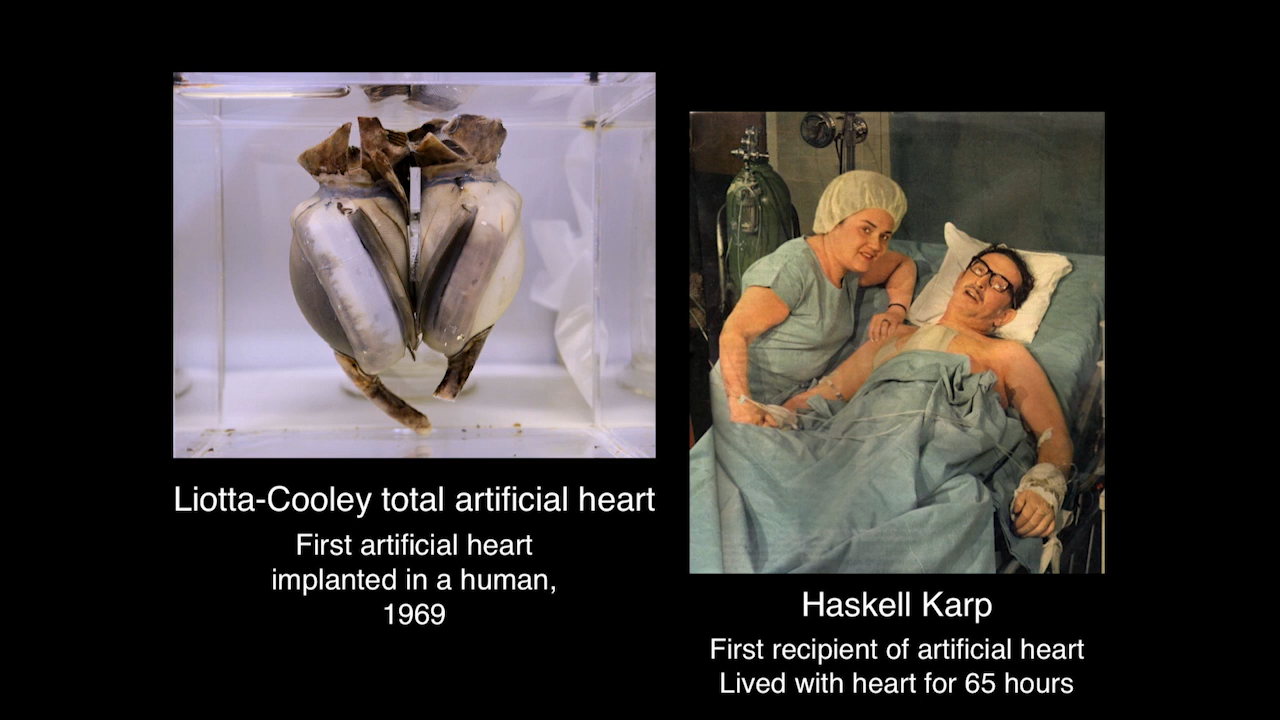 Liotta-Cooley total artificial heart
First artificial heart
implanted in a human,
1969
Haskell Karp
First recipient of artificial heart
Lived with heart for 65 hours